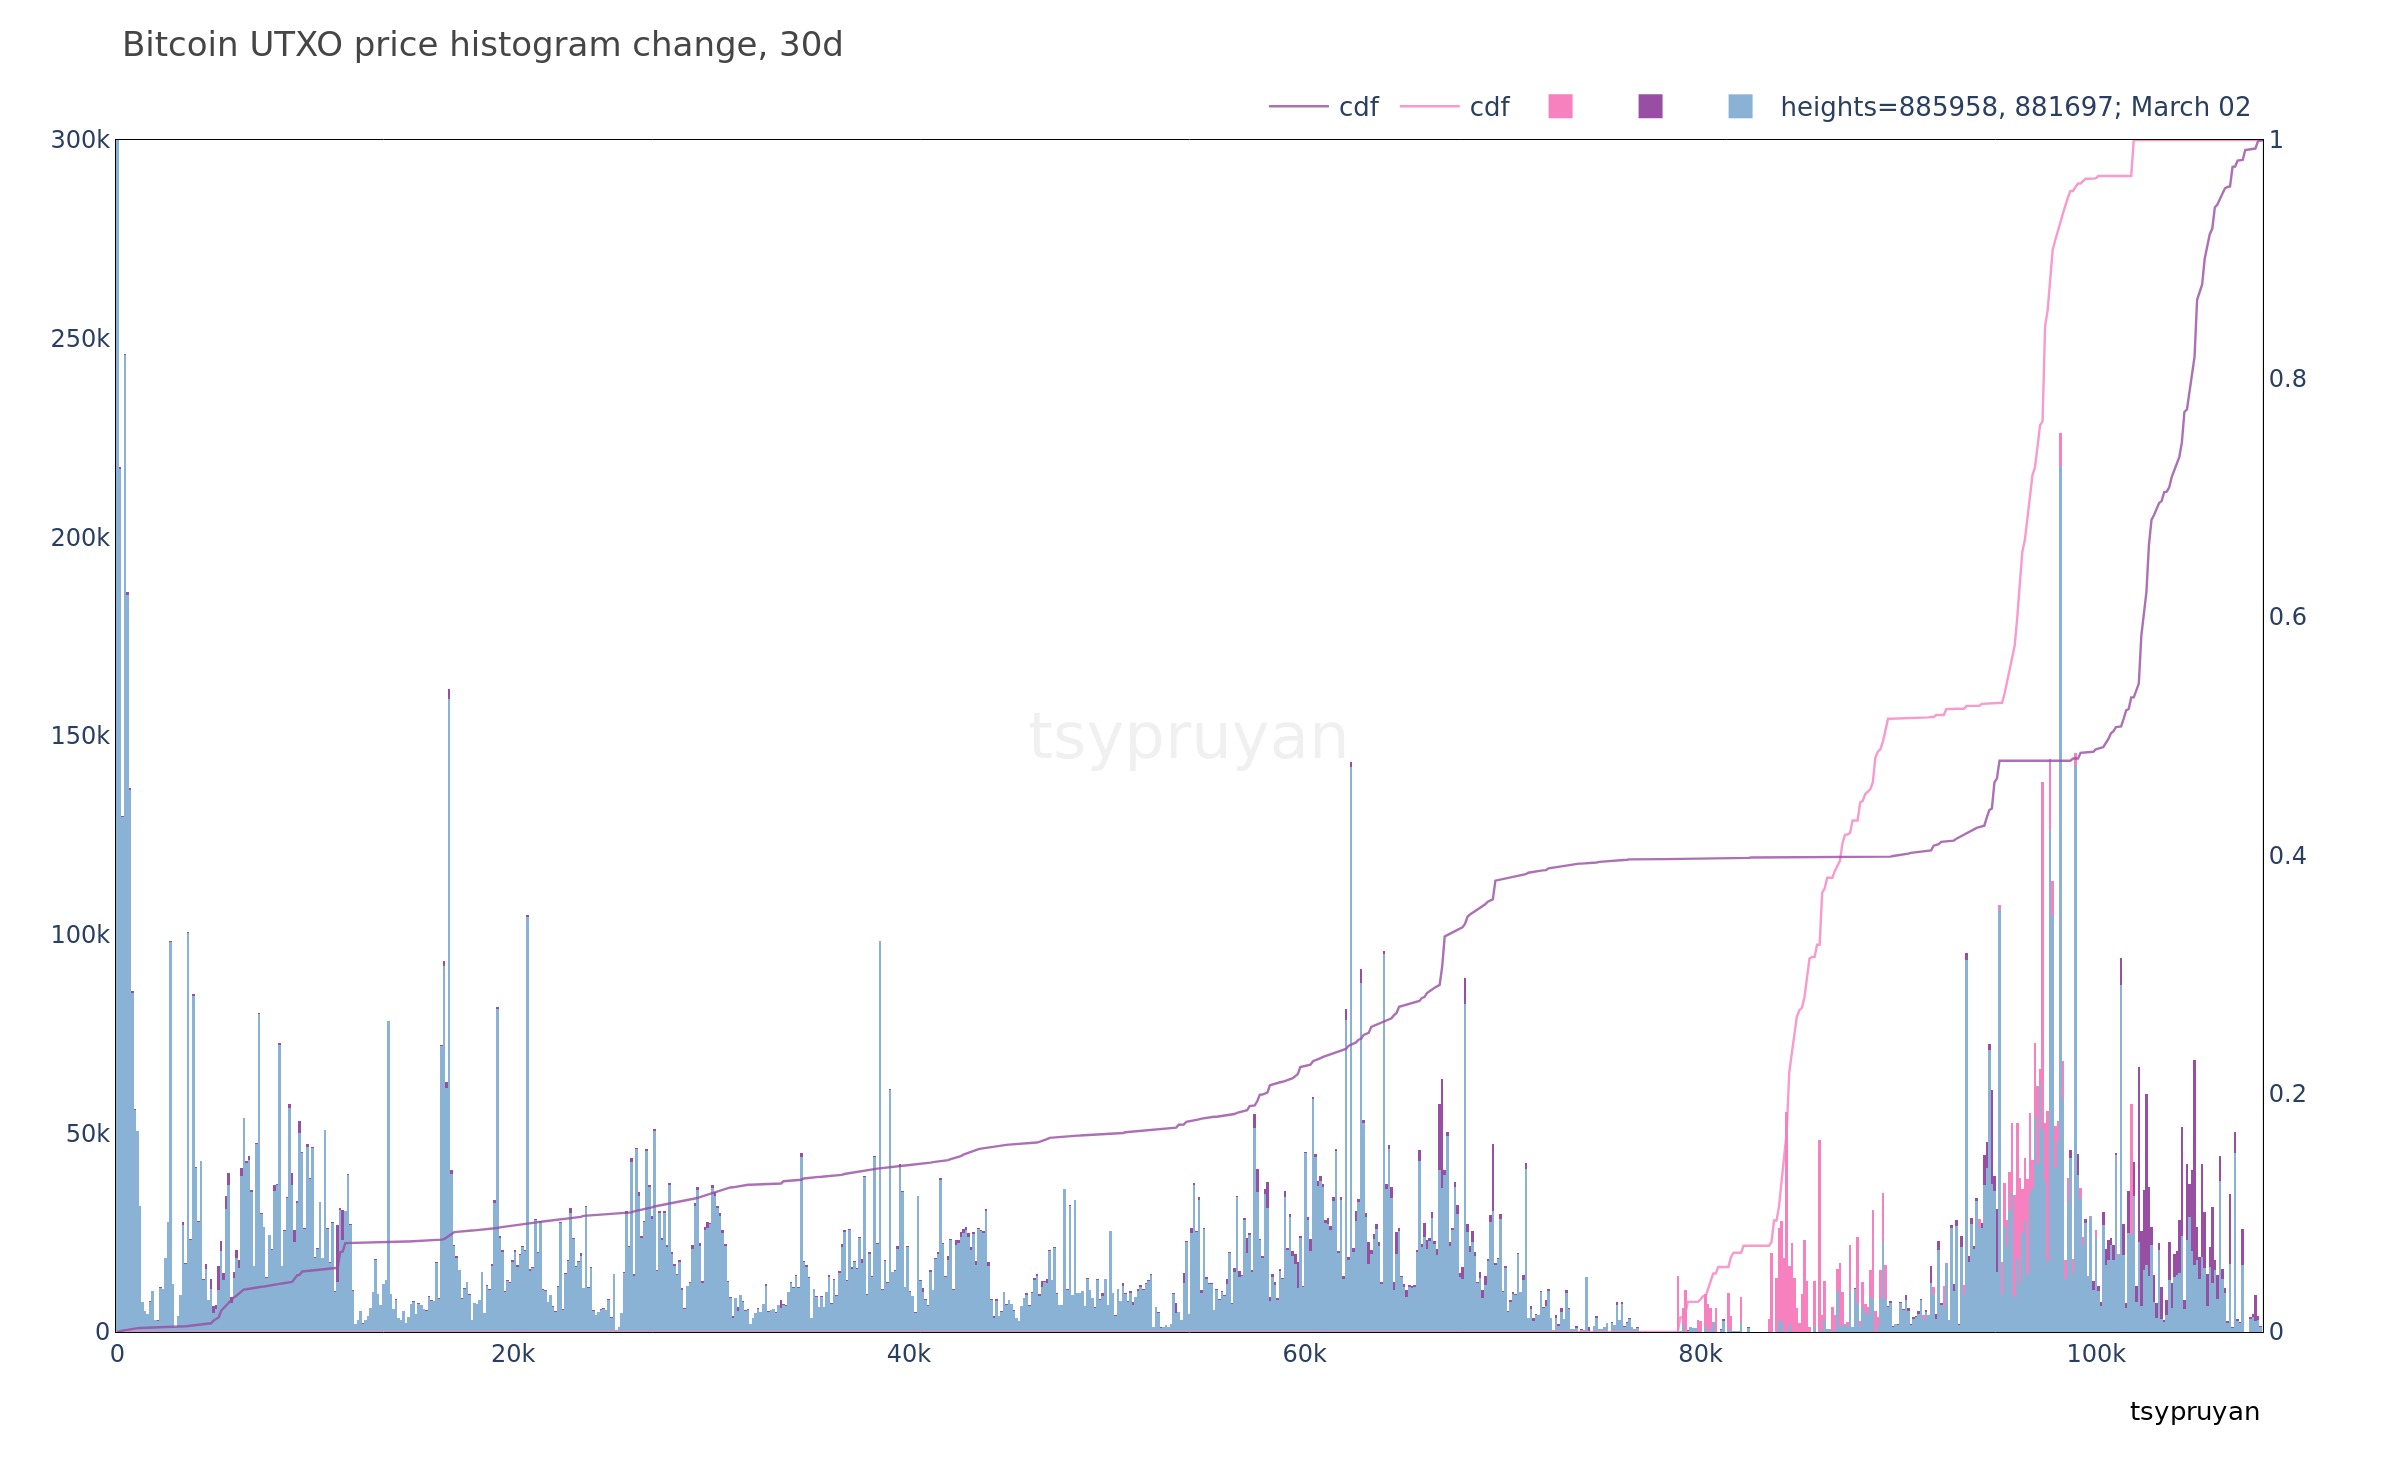 Bitcoin UTXO price histogram change, 30d
cdf cdf heights=885958, 881697; March 02
300k
250k
200k
150k
100k
50k
0
1
0.8
0.6
0.4
0.2
0
tsypruyan
0 20k 40k 60k 80k 100k
tsypruyan